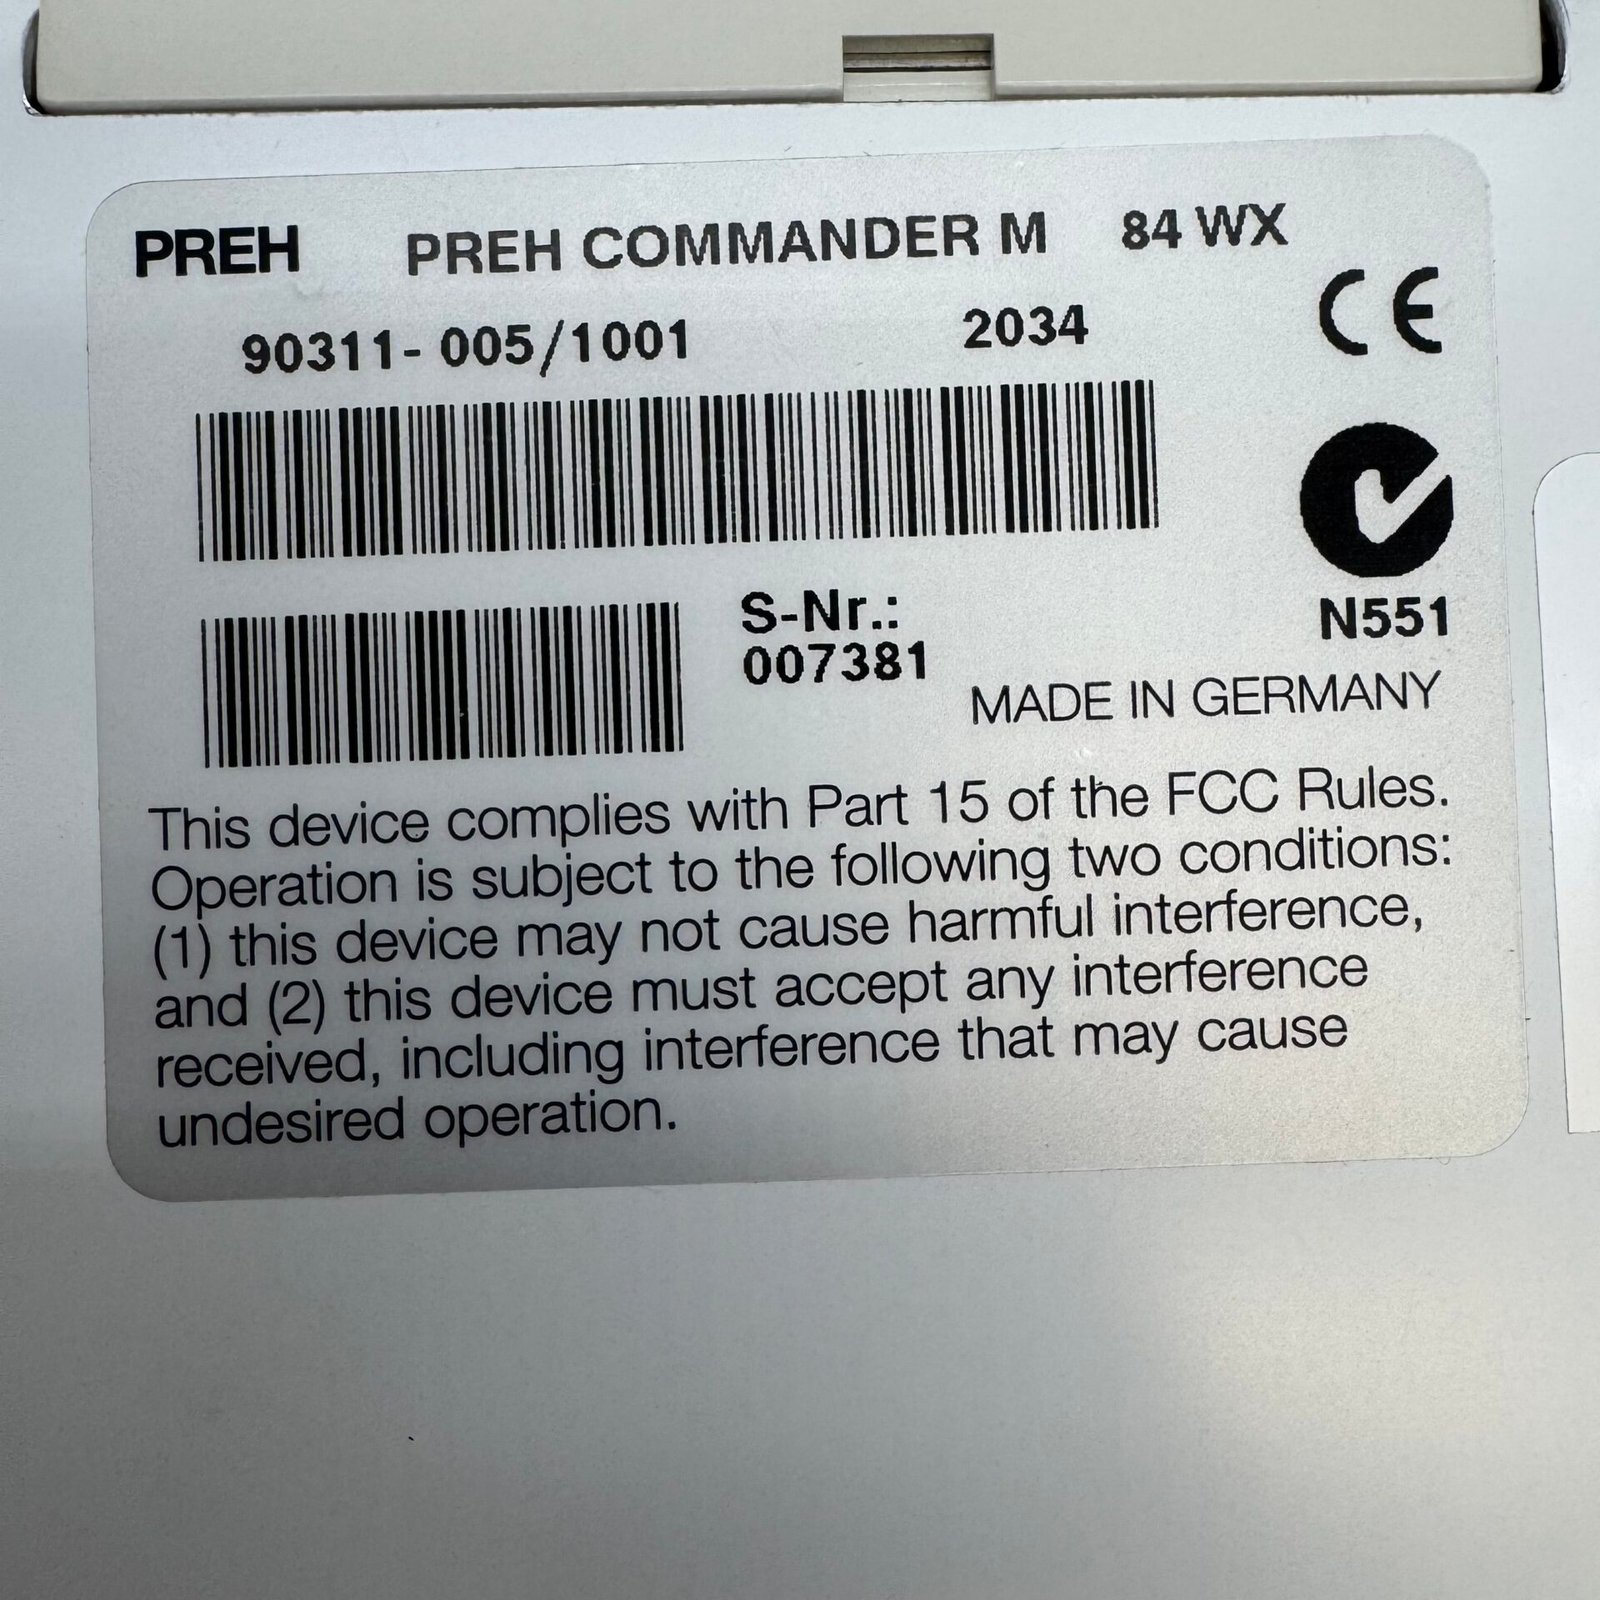 PREH PREH COMMANDER M 84 WX
90311- 005/1001 2034
CE
N551
S-Nr.:
007381
MADE IN GERMANY
This device complies with Part 15 of the FCC Rules.
Operation is subject to the following two conditions:
(1) this device may not cause harmful interference,
and (2) this device must accept any interference
received, including interference that may cause
undesired operation.